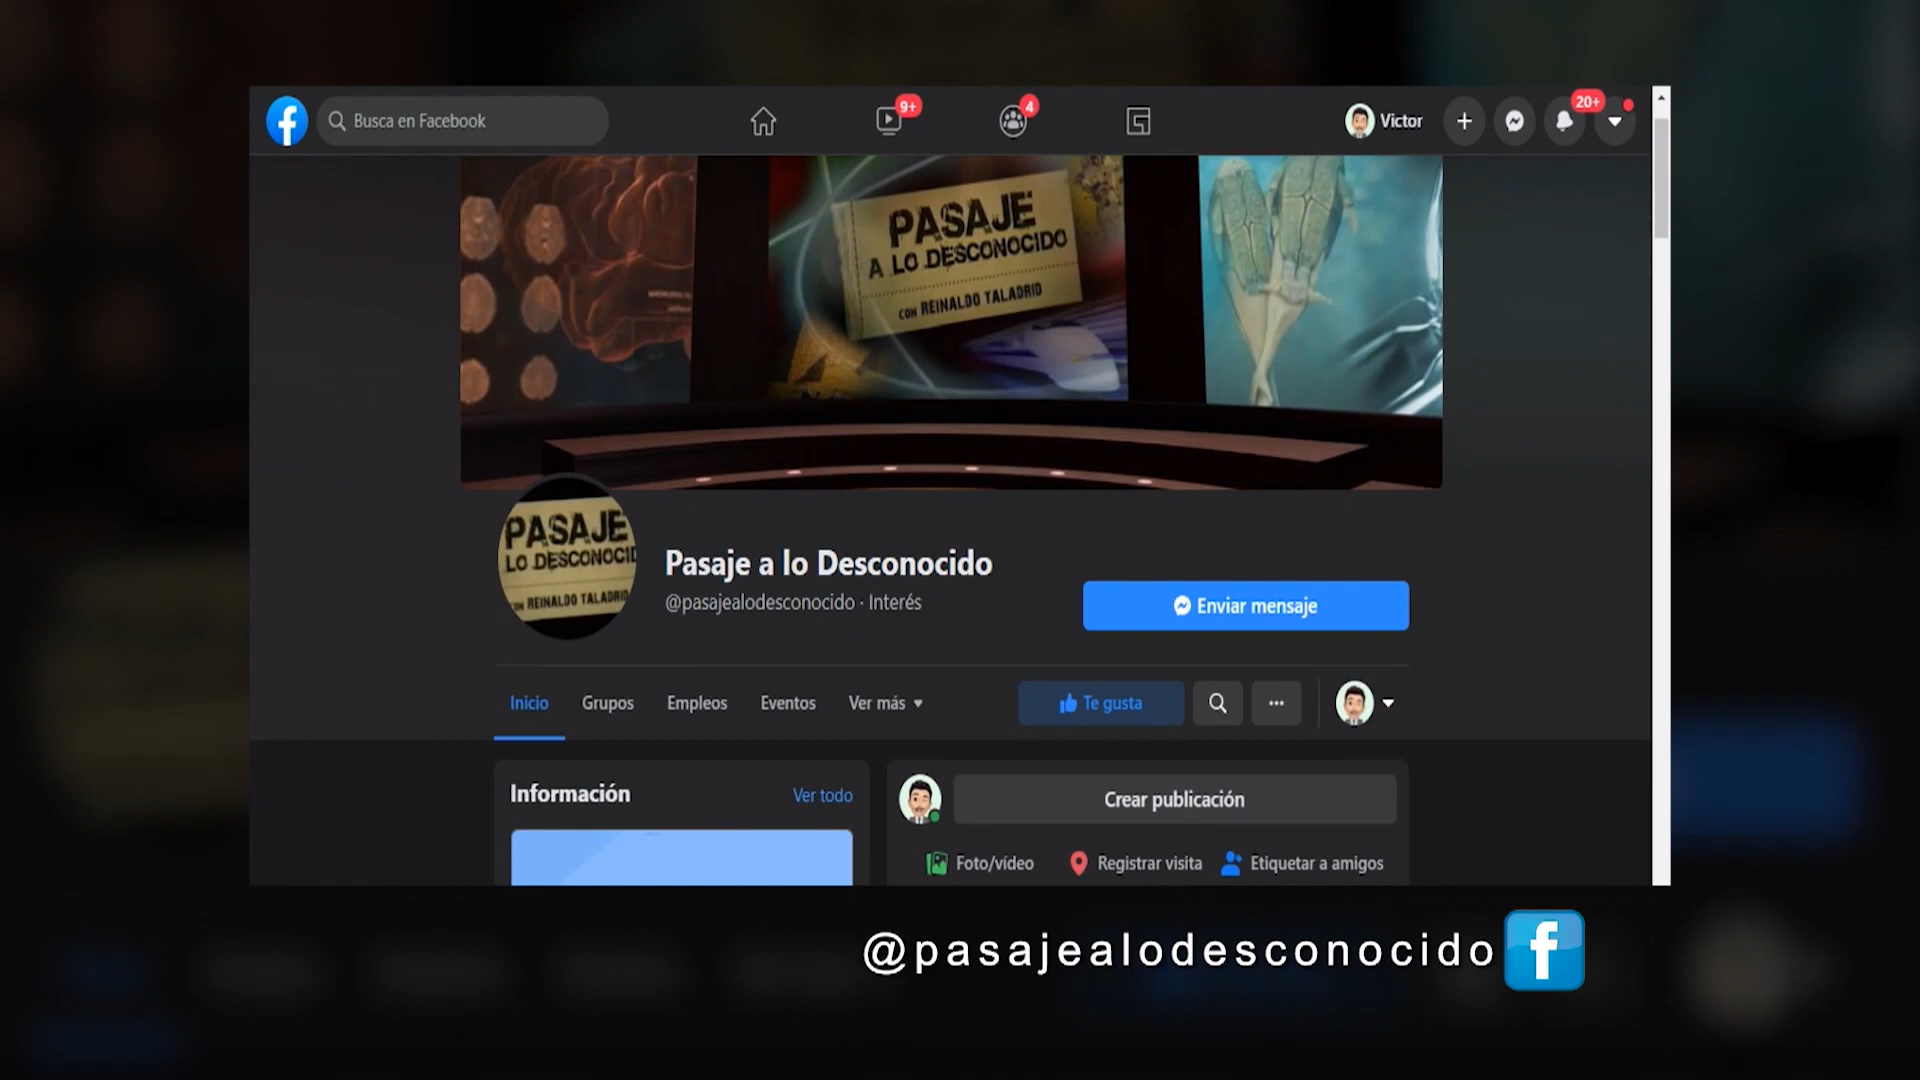 Busca en Facebook
9+
4
Victor
20+
PASAJE
A LO DESCONOCIDO
CON REINALDO TALADRID
PASAJE
LO DESCONOCID
CON REINALDO TALADRID
Pasaje a lo Desconocido
@pasajealodesconocido · Interés
Enviar mensaje
Inicio Grupos Empleos Eventos Ver más
Te gusta
Información Ver todo
Crear publicación
Foto/vídeo Registrar visita Etiquetar a amigos
@pasajealodesconocido